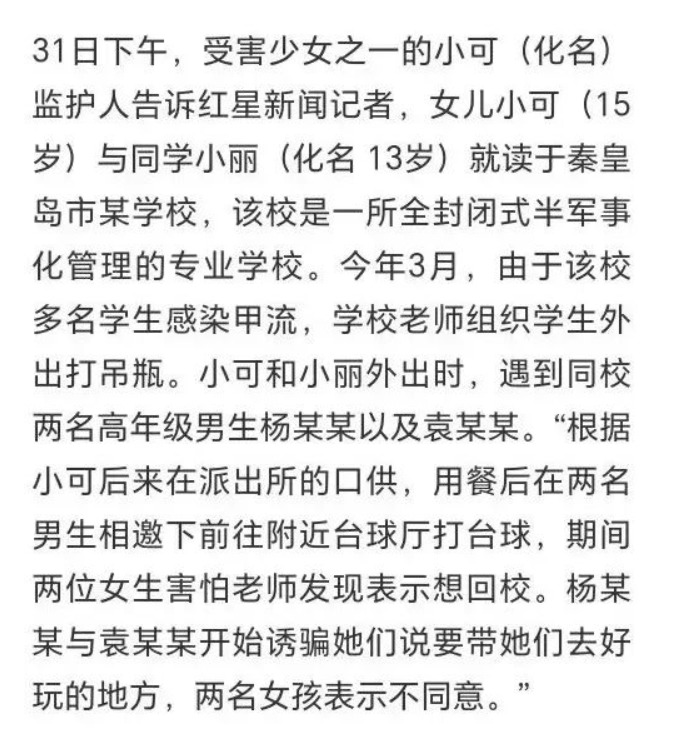 31日下午，受害少女之一的小可（化名）
监护人告诉红星新闻记者，女儿小可（15
岁）与同学小丽（化名 13岁）就读于秦皇
岛市某学校，该校是一所全封闭式半军事
化管理的专业学校。今年3月，由于该校
多名学生感染甲流，学校老师组织学生外
出打吊瓶。小可和小丽外出时，遇到同校
两名高年级男生杨某某以及袁某某。“根据
小可后来在派出所的口供，用餐后在两名
男生相邀下前往附近台球厅打台球，期间
两位女生害怕老师发现表示想回校。杨某
某与袁某某开始诱骗她们说要带她们去好
玩的地方，两名女孩表示不同意。”